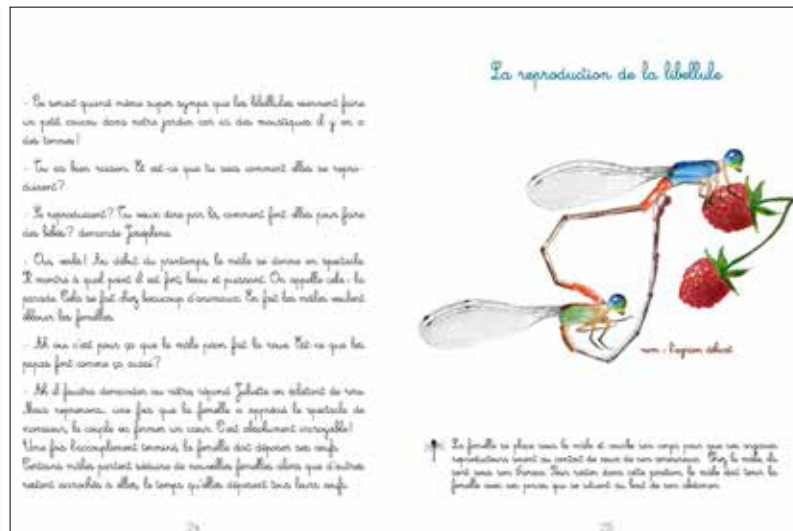 - Ce serait quand même super sympa que les libellules viennent faire
un petit coucou dans notre jardin car ici des moustiques il y en a
des tonnes !
- Tu as bien raison. Et est-ce que tu sais comment elles se repro-
duisent ?
- Se reproduisent ? Tu veux dire par là, comment font-elles pour faire
des bébés ? demande Joséphine.
- Oui, voilà ! Au début du printemps, le mâle se donne en spectacle.
Il montre à quel point il est fort, beau et puissant. On appelle cela : la
parade. Cela se fait chez beaucoup d'animaux. En fait les mâles veulent
éblouir les femelles.
- Ah oui c'est pour ça que le mâle paon fait la roue. Est-ce que les
papas font comme ça aussi ?
- Ah il faudra demander au nôtre, répond Juliette en éclatant de rire.
Mais reprenons... une fois que la femelle a apprécié le spectacle de
monsieur, le couple va former un cœur. C'est absolument incroyable !
Une fois l'accouplement terminé, la femelle doit déposer ses œufs.
Certains mâles partent séduire de nouvelles femelles alors que d'autres
restent accrochés à elles, le temps qu'elles déposent tous leurs œufs.
La reproduction de la libellule
nom : l'agrion délicat
La femelle se place sous le mâle et courbe son corps pour que ses organes
reproducteurs soient au contact de ceux de son amoureux. Chez le mâle, ils
sont sous son thorax. Pour rester dans cette position, le mâle doit tenir la
femelle avec ses pinces qui se situent au bout de son abdomen.